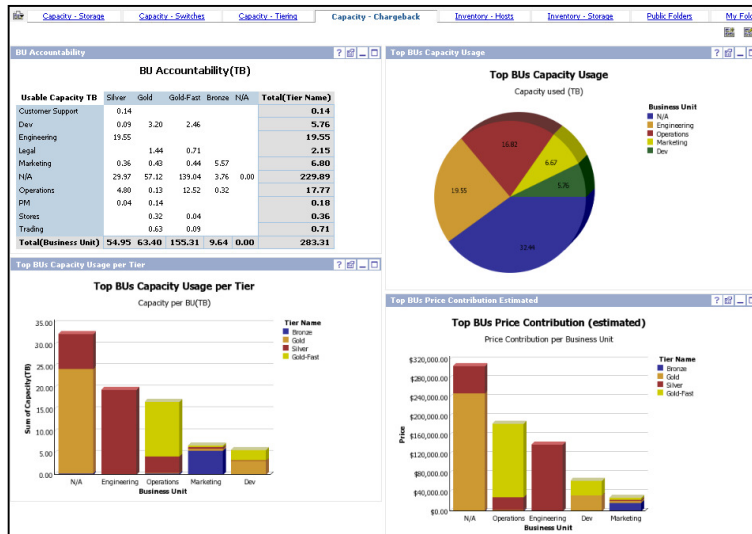 Capacity - Storage
Capacity - Switches
Capacity - Tiering
Capacity - Chargeback
Inventory - Hosts
Inventory - Storage
Public Folders
My Fold
BU Accountability
BU Accountability(TB)
Usable Capacity TB Silver Gold Gold-Fast Bronze N/A Total(Tier Name)
Customer Support 0.14 0.14
Dev 0.09 3.20 2.46 5.76
Engineering 19.55 19.55
Legal 1.44 0.71 2.15
Marketing 0.36 0.43 0.44 5.57 6.80
N/A 29.97 57.12 139.04 3.76 0.00 229.89
Operations 4.80 0.13 12.52 0.32 17.77
PM 0.04 0.14 0.18
Stores 0.32 0.04 0.36
Trading 0.63 0.09 0.71
Total(Business Unit) 54.95 63.40 155.31 9.64 0.00 283.31
Top BUs Capacity Usage
Top BUs Capacity Usage
Capacity used (TB)
Business Unit
N/A
Engineering
Operations
Marketing
Dev
16.82
6.67
19.55
5.76
32.44
Top BUs Capacity Usage per Tier
Top BUs Capacity Usage per Tier
Capacity per BU(TB)
Tier Name
Bronze
Gold
Silver
Gold-Fast
Sum of Capacity(TB)
35.00
30.00
25.00
20.00
15.00
10.00
5.00
0.00
N/A Engineering Operations Marketing Dev
Business Unit
Top BUs Price Contribution Estimated
Top BUs Price Contribution (estimated)
Price Contribution per Business Unit
Tier Name
Bronze
Gold
Silver
Gold-Fast
Price
$320,000.00
$280,000.00
$240,000.00
$200,000.00
$160,000.00
$120,000.00
$80,000.00
$40,000.00
$0.00
N/A Operations Engineering Dev Marketing
Business Unit